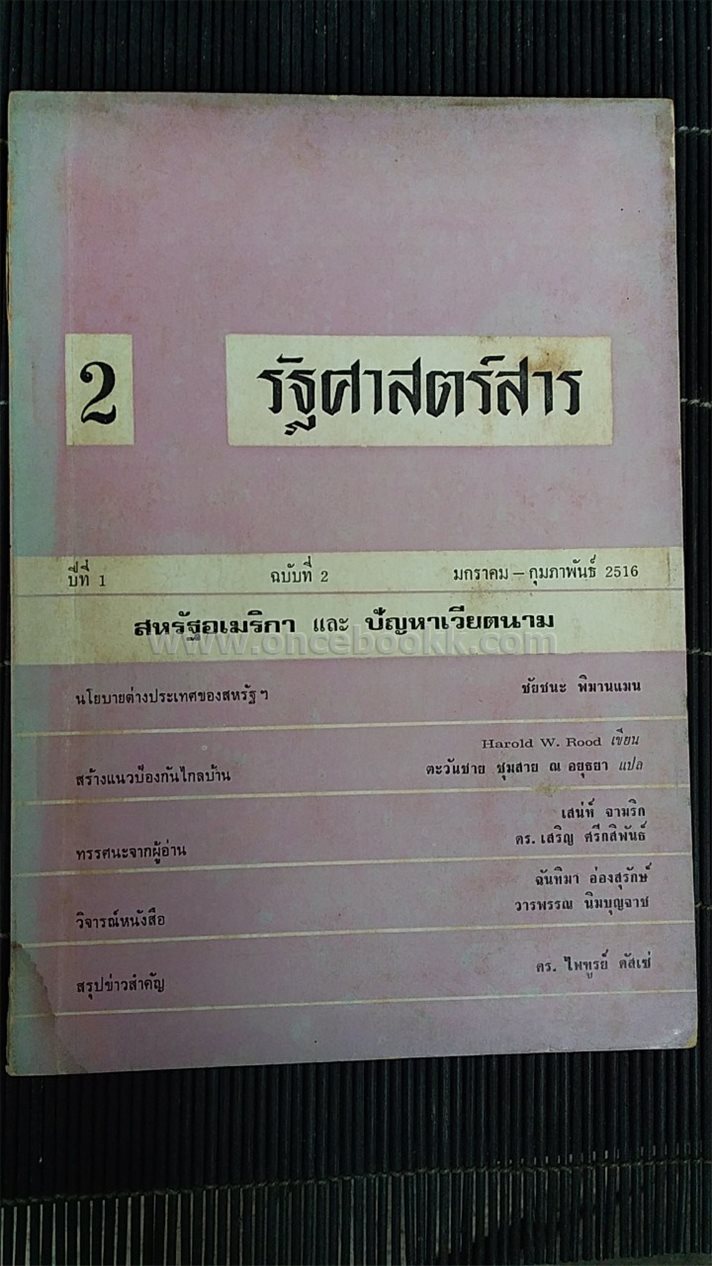 2
รัฐศาสตร์สาร
ปีที่ 1 ฉบับที่ 2 มกราคม – กุมภาพันธ์ 2516
สหรัฐอเมริกา และ ปัญหาเวียตนาม
www.oncebookk.com
นโยบายต่างประเทศของสหรัฐ ฯ ชัยชนะ พิมานแมน
Harold W. Rood เขียน
สร้างแนวป้องกันไกลบ้าน ตะวันชาย ชุมสาย ณ อยุธยา แปล
เสน่ห์ จามริก
ทรรศนะจากผู้อ่าน ดร. เสริญ ศรีกสิพันธ์
ฉันทิมา อ่องสุรักษ์
วิจารณ์หนังสือ วารพรรณ นิมบุญจาช
สรุปข่าวสำคัญ ดร. ไพฑูรย์ ดัสเซ่